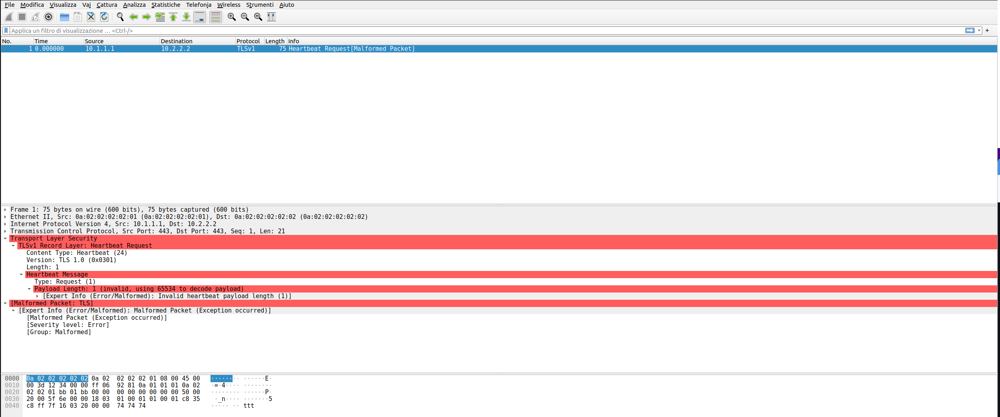 File Modifica Visualizza Vai Cattura Analizza Statistiche Telefonia Wireless Strumenti Aiuto
Applica un filtro di visualizzazione … <Ctrl-/>
No. Time Source Destination Protocol Length Info
1 0.000000 10.1.1.1 10.2.2.2 TLSv1 75 Heartbeat Request[Malformed Packet]
Frame 1: 75 bytes on wire (600 bits), 75 bytes captured (600 bits)
Ethernet II, Src: 0a:02:02:02:02:01 (0a:02:02:02:02:01), Dst: 0a:02:02:02:02:02 (0a:02:02:02:02:02)
Internet Protocol Version 4, Src: 10.1.1.1, Dst: 10.2.2.2
Transmission Control Protocol, Src Port: 443, Dst Port: 443, Seq: 1, Len: 21
Transport Layer Security
TLSv1 Record Layer: Heartbeat Request
Content Type: Heartbeat (24)
Version: TLS 1.0 (0x0301)
Length: 1
Heartbeat Message
Type: Request (1)
Payload Length: 1 (invalid, using 65534 to decode payload)
[Expert Info (Error/Malformed): Invalid heartbeat payload length (1)]
[Malformed Packet: TLS]
[Expert Info (Error/Malformed): Malformed Packet (Exception occurred)]
[Malformed Packet (Exception occurred)]
[Severity level: Error]
[Group: Malformed]
0000 0a 02 02 02 02 02 0a 02 02 02 02 01 08 00 45 00 ········ ······E·
0010 00 3d 12 34 00 00 ff 06 92 81 0a 01 01 01 0a 02 ·=·4···· ········
0020 02 02 01 bb 01 bb 00 00 00 00 00 00 00 00 50 00 ········ ······P·
0030 20 00 5f 6e 00 00 18 03 01 00 01 01 00 01 c8 35 ·_n···· ·······5
0040 c8 ff 7f 16 03 20 00 00 74 74 74 ····· ·· ttt